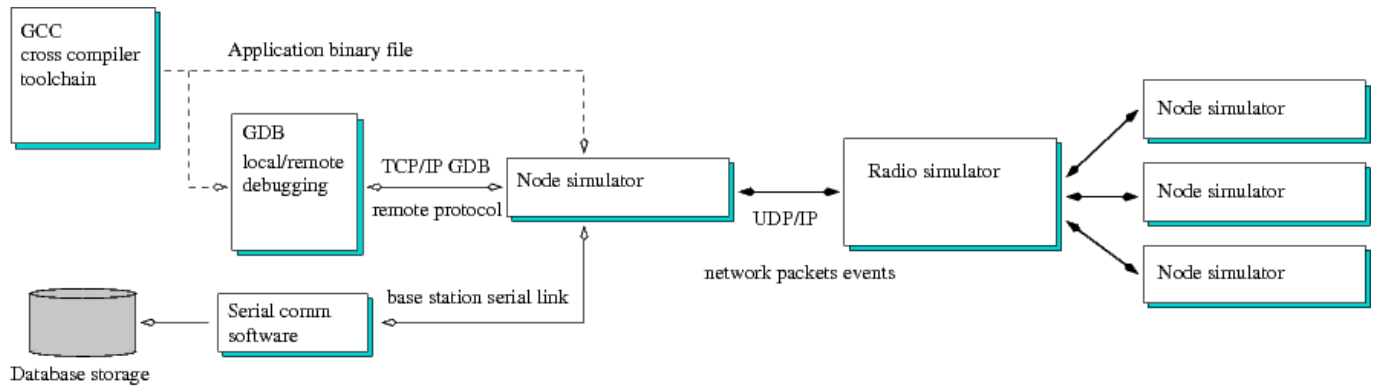 GCC
cross compiler
toolchain
Application binary file
GDB
local/remote
debugging
TCP/IP GDB
remote protocol
Node simulator
UDP/IP
network packets events
Radio simulator
Node simulator
Node simulator
Node simulator
base station serial link
Serial comm
software
Database storage